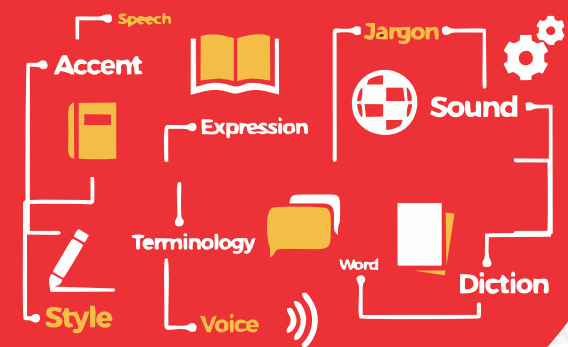 Speech
Jargon
Accent
Sound
Expression
Terminology
Word
Diction
Style
Voice